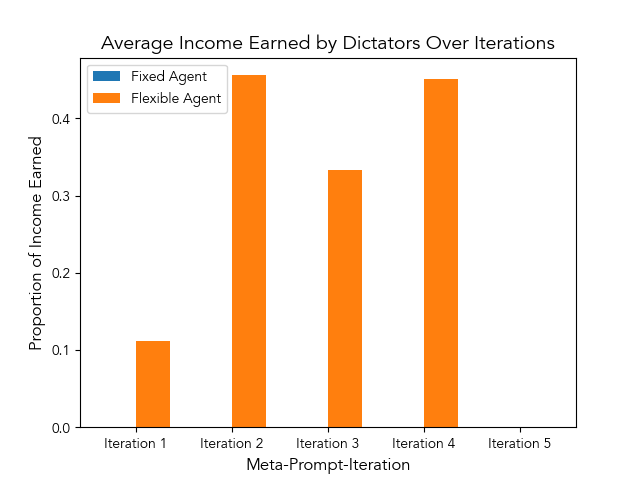 Average Income Earned by Dictators Over Iterations
Fixed Agent
Flexible Agent
Proportion of Income Earned
0.4
0.3
0.2
0.1
0.0
Iteration 1
Iteration 2
Iteration 3
Iteration 4
Iteration 5
Meta-Prompt-Iteration